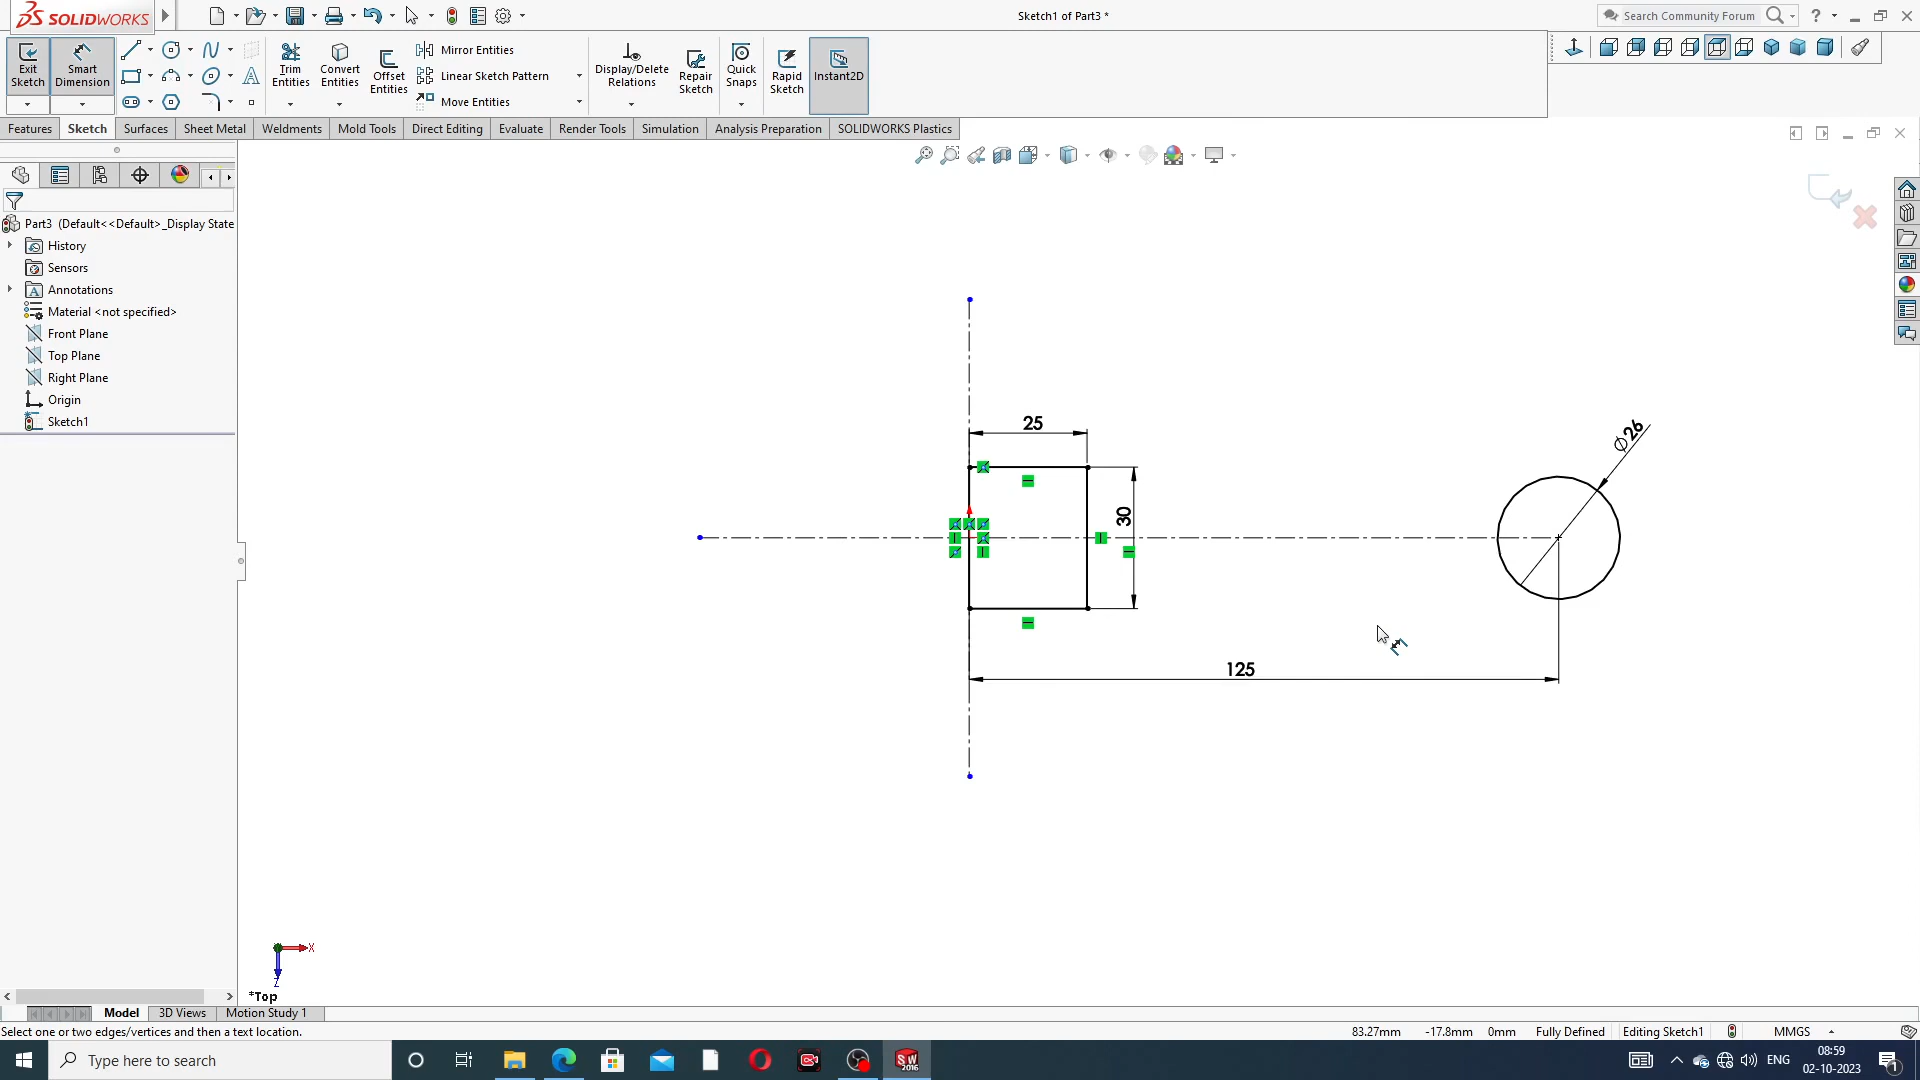 SOLIDWORKS
Sketch1 of Part3 *
Search Community Forum
Exit Sketch
Smart Dimension
Trim Entities
Convert Entities
Offset Entities
Mirror Entities
Linear Sketch Pattern
Move Entities
Display/Delete Relations
Repair Sketch
Quick Snaps
Rapid Sketch
Instant2D
Features
Sketch
Surfaces
Sheet Metal
Weldments
Mold Tools
Direct Editing
Evaluate
Render Tools
Simulation
Analysis Preparation
SOLIDWORKS Plastics
Part3 (Default<<Default>_Display State
History
Sensors
Annotations
Material <not specified>
Front Plane
Top Plane
Right Plane
Origin
Sketch1
25
30
Ø26
125
X
Z
*Top
Model
3D Views
Motion Study 1
Select one or two edges/vertices and then a text location.
83.27mm
-17.8mm
0mm
Fully Defined
Editing Sketch1
MMGS
Type here to search
SW
2016
ENG
08:59
02-10-2023
1